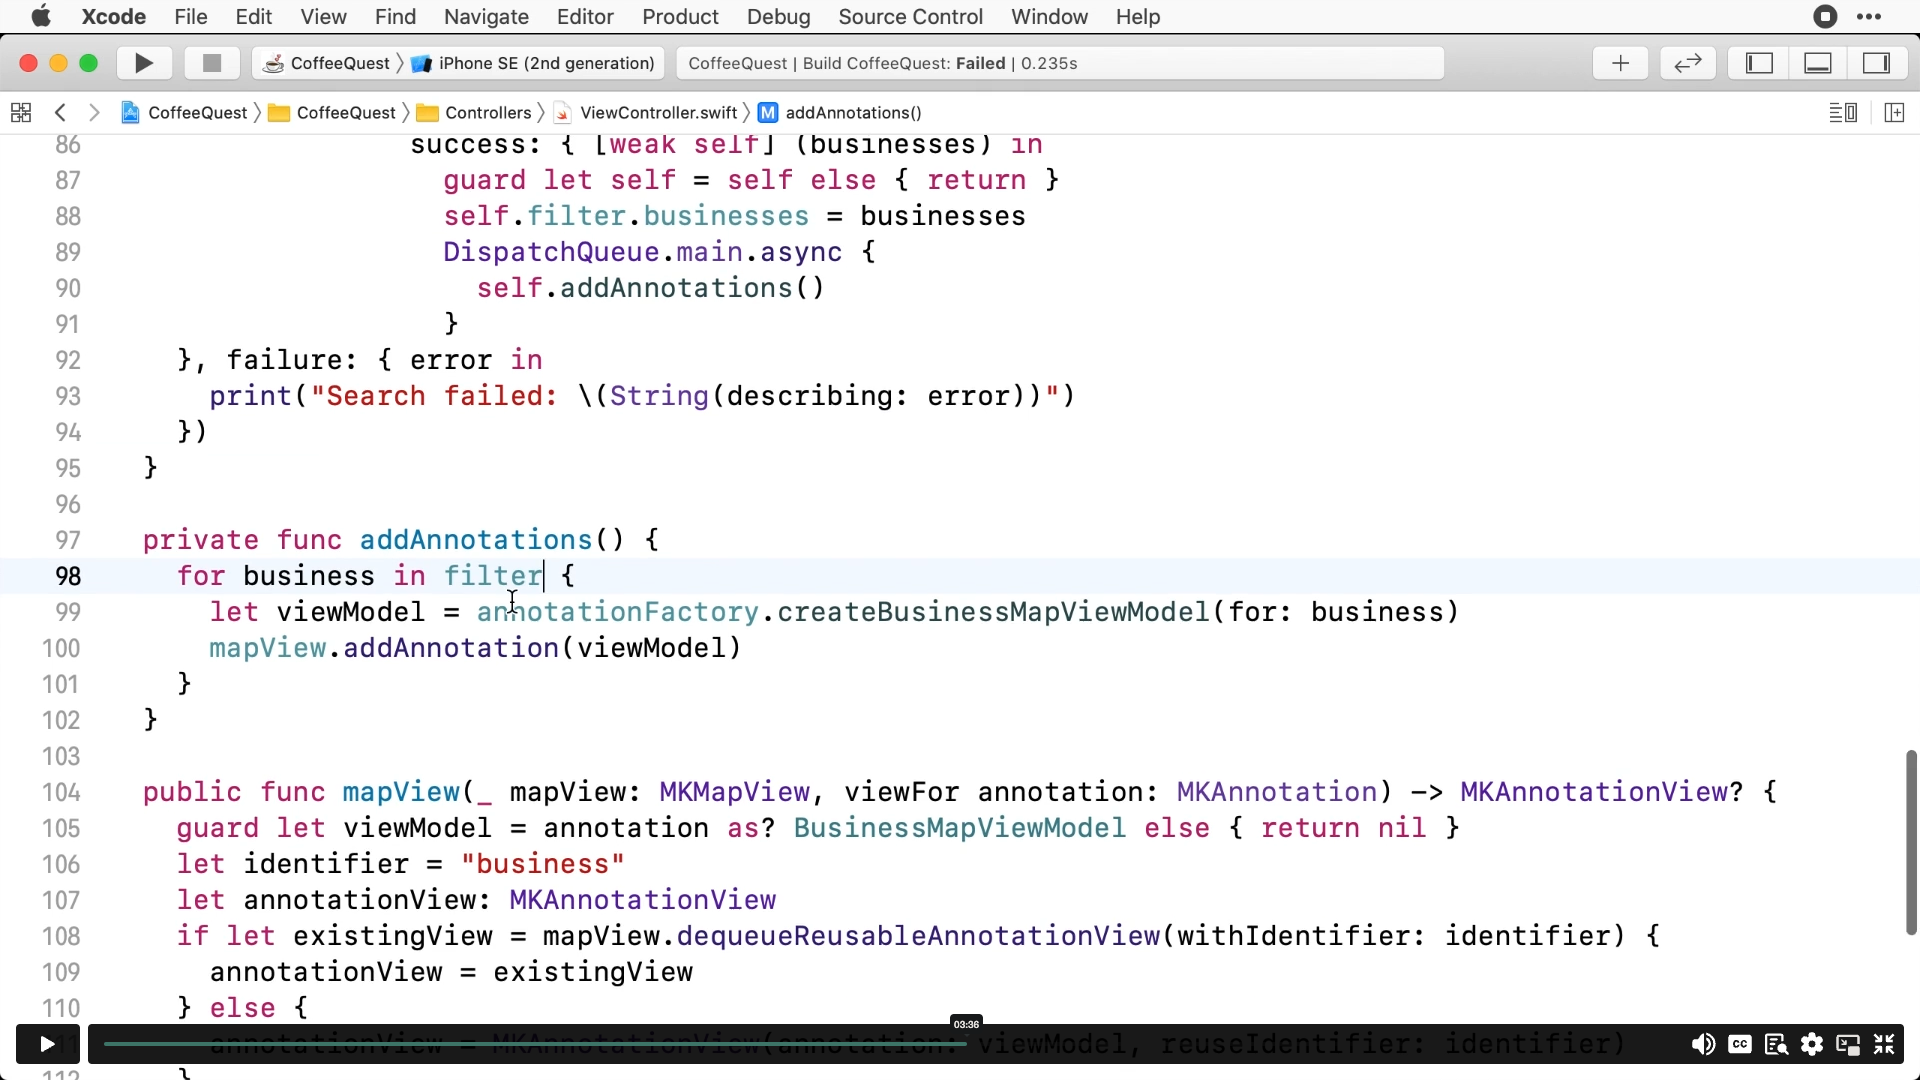 Xcode File Edit View Find Navigate Editor Product Debug Source Control Window Help
CoffeeQuest 〉 iPhone SE (2nd generation) CoffeeQuest | Build CoffeeQuest: Failed | 0.235s
CoffeeQuest 〉 CoffeeQuest 〉 Controllers 〉 ViewController.swift 〉 M addAnnotations()
86 success: { [weak self] (businesses) in
87 guard let self = self else { return }
88 self.filter.businesses = businesses
89 DispatchQueue.main.async {
90 self.addAnnotations()
91 }
92 }, failure: { error in
93 print("Search failed: \(String(describing: error))")
94 })
95 }
96
97 private func addAnnotations() {
98 for business in filter {
99 let viewModel = annotationFactory.createBusinessMapViewModel(for: business)
100 mapView.addAnnotation(viewModel)
101 }
102 }
103
104 public func mapView(_ mapView: MKMapView, viewFor annotation: MKAnnotation) -> MKAnnotationView? {
105 guard let viewModel = annotation as? BusinessMapViewModel else { return nil }
106 let identifier = "business"
107 let annotationView: MKAnnotationView
108 if let existingView = mapView.dequeueReusableAnnotationView(withIdentifier: identifier) {
109 annotationView = existingView
110 } else {
03:36
annotationView = MKAnnotationView(annotation: viewModel, reuseIdentifier: identifier)
CC
112 }